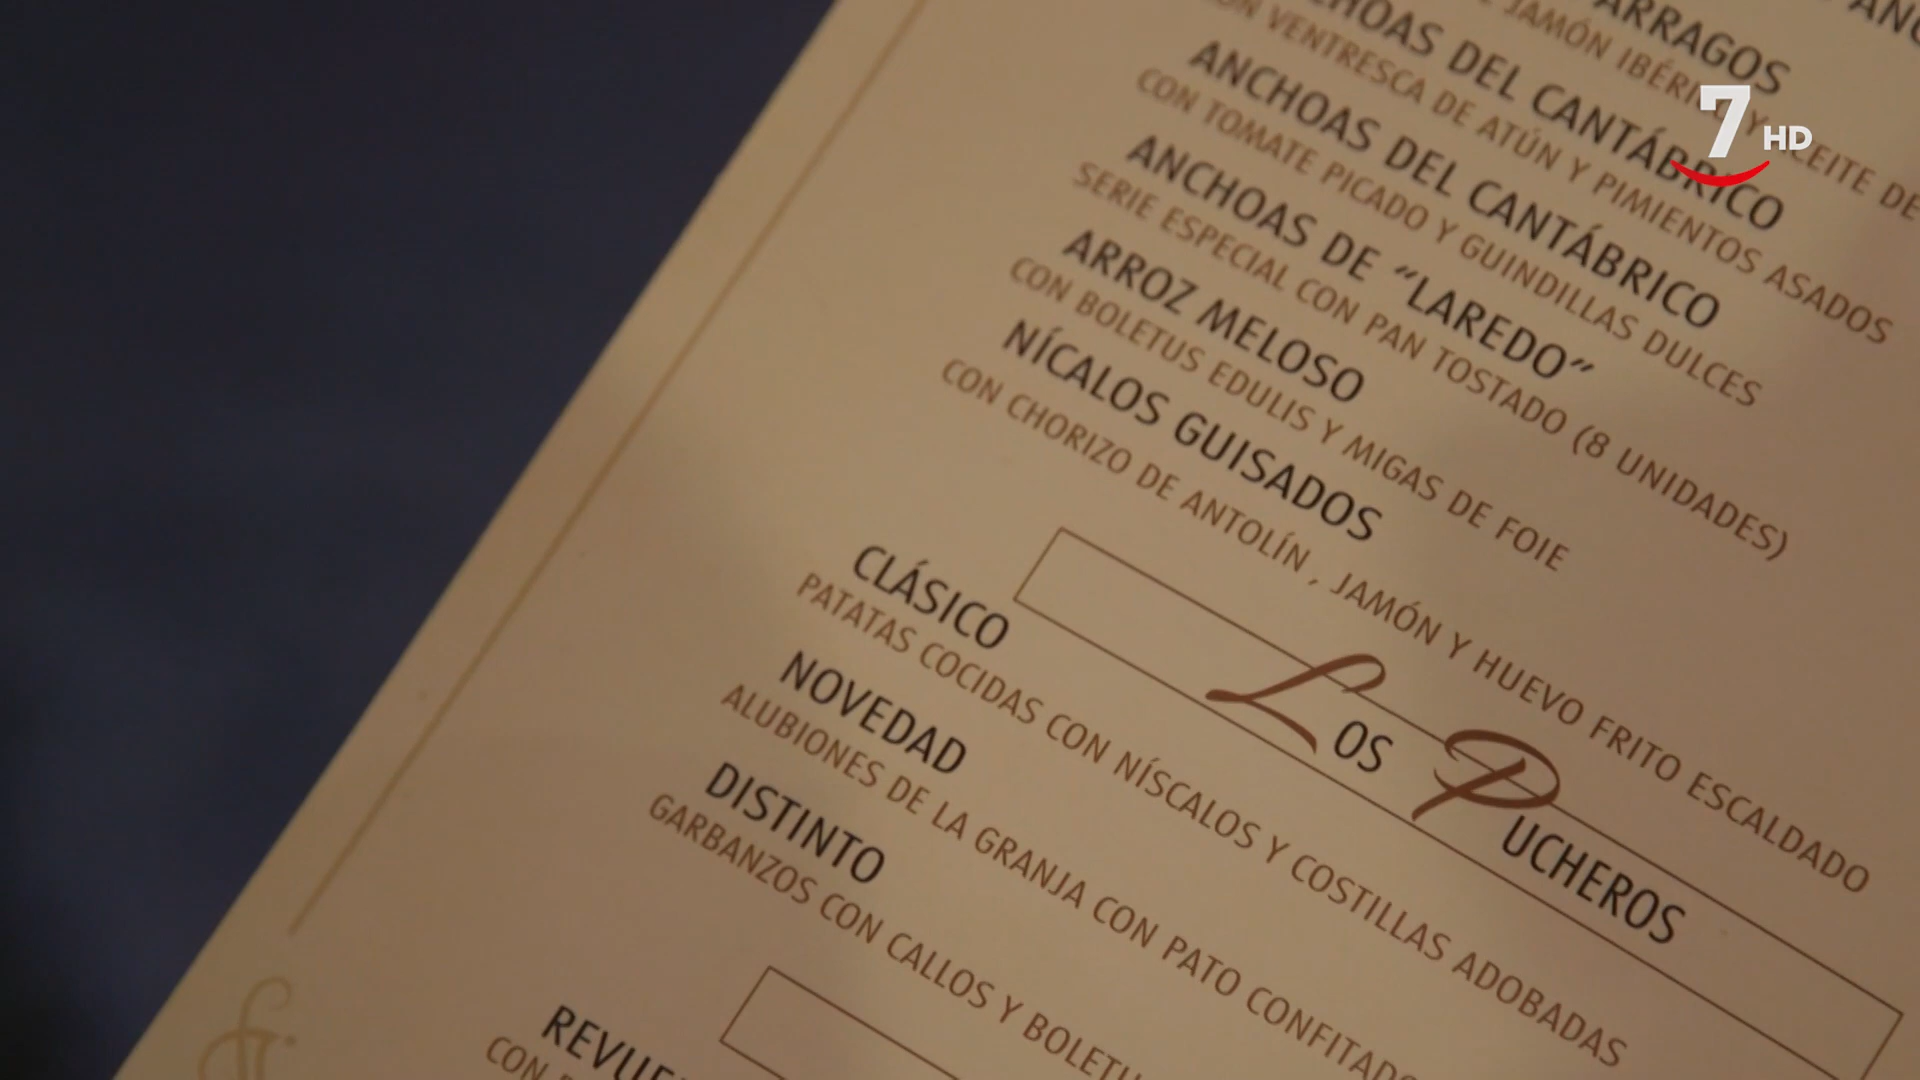 ANCHOAS DEL CANTÁBRICO
CON VENTRESCA DE ATÚN Y PIMIENTOS ASADOS
ANCHOAS DEL CANTÁBRICO
CON TOMATE PICADO Y GUINDILLAS DULCES
ANCHOAS DE “LAREDO”
SERIE ESPECIAL CON PAN TOSTADO (8 UNIDADES)
ARROZ MELOSO
CON BOLETUS EDULIS Y MIGAS DE FOIE
NÍCALOS GUISADOS
CON CHORIZO DE ANTOLÍN , JAMÓN Y HUEVO FRITO ESCALDADO
LOS PUCHEROS
CLÁSICO
PATATAS COCIDAS CON NÍSCALOS Y COSTILLAS ADOBADAS
NOVEDAD
ALUBIONES DE LA GRANJA CON PATO CONFITADO
DISTINTO
GARBANZOS CON CALLOS Y BOLETU
REVUE
CON
7 HD